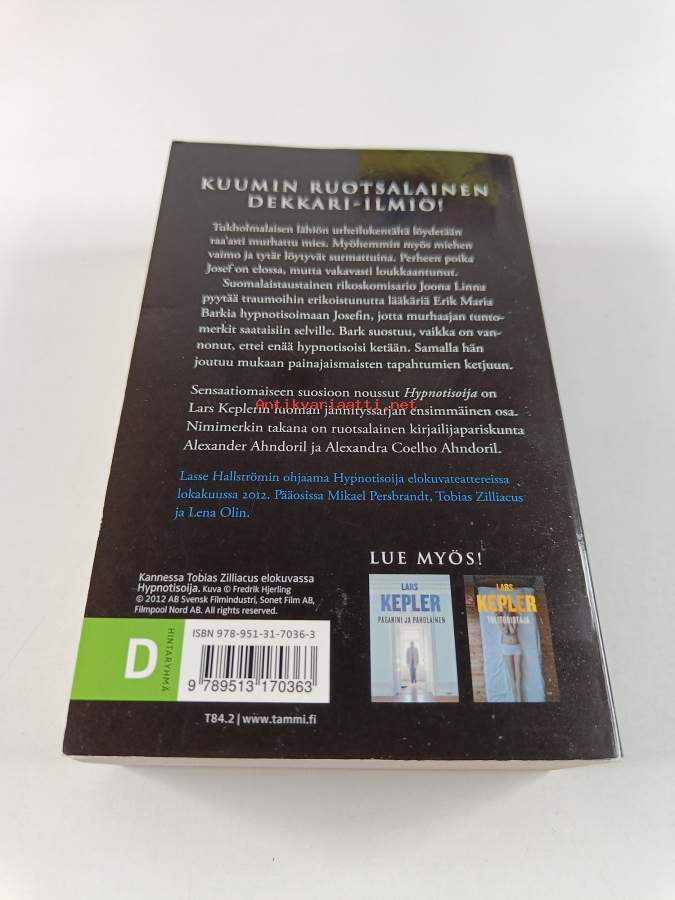 KUUMIN RUOTSALAINEN
DEKKARI-ILMIÖ!
Tukholmalaisen lähiön urheilukentältä löydetään
raa'asti murhattu mies. Myöhemmin myös miehen
vaimo ja tytär löytyvät surmattuina. Perheen poika
Josef on elossa, mutta vakavasti loukkaantunut.
Suomalaistaustainen rikoskomisario Joona Linna
pyytää traumoihin erikoistunutta lääkäriä Erik Maria
Barkia hypnotisoimaan Josefin, jotta murhaajan tunto-
merkit saataisiin selville. Bark suostuu, vaikka on van-
nonut, ettei enää hypnotisoisi ketään. Samalla hän
joutuu mukaan painajaismaisten tapahtumien ketjuun.
Sensaatiomaiseen suosioon noussut Hypnotisoija on
Antikvariaatti.net
Lars Keplerin luoman jännityssarjan ensimmäinen osa.
Nimimerkin takana on ruotsalainen kirjailijapariskunta
Alexander Ahndoril ja Alexandra Coelho Ahndoril.
Lasse Hallströmin ohjaama Hypnotisoija elokuvateattereissa
lokakuussa 2012. Pääosissa Mikael Persbrandt, Tobias Zilliacus
ja Lena Olin.
LUE MYÖS!
Kannessa Tobias Zilliacus elokuvassa
Hypnotisoija. Kuva © Fredrik Hjerling
© 2012 AB Svensk Filmindustri, Sonet Film AB,
Filmpool Nord AB. All rights reserved.
LARS
KEPLER
PAGANINI JA PAHOLAINEN
LARS
KEPLER
TULITODISTAJA
D
HINTARYHMÄ
ISBN 978-951-31-7036-3
9 789513 170363
T84.2 | www.tammi.fi